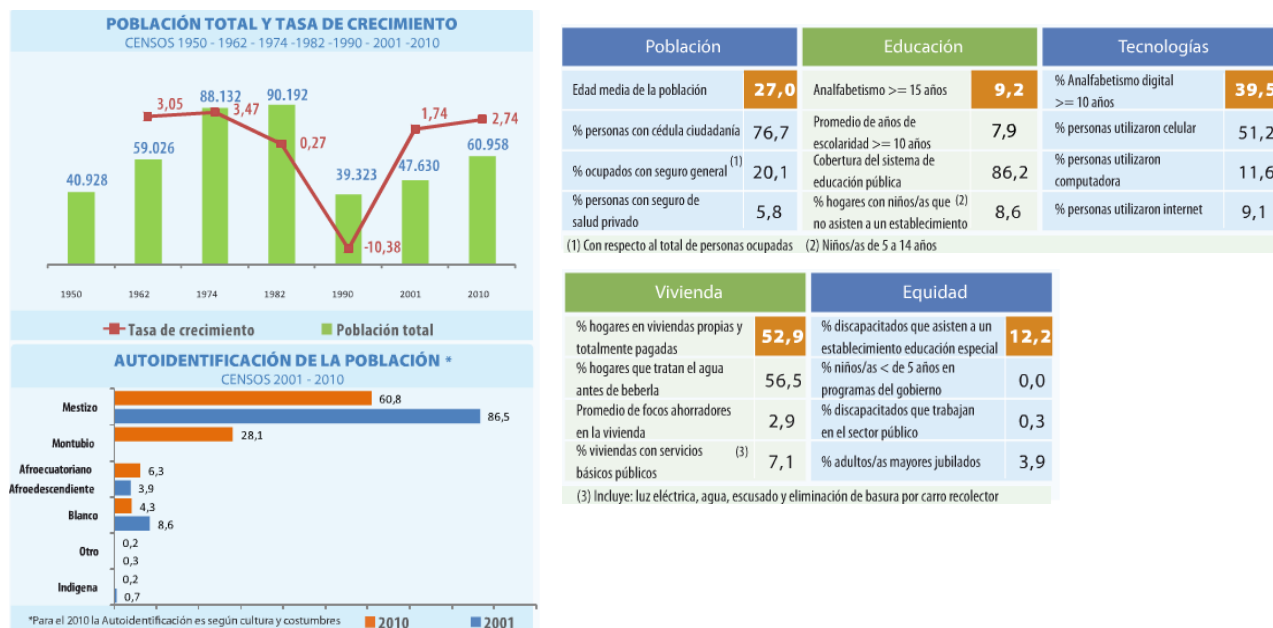 POBLACIÓN TOTAL Y TASA DE CRECIMIENTO
CENSOS 1950 - 1962 - 1974 -1982 -1990 - 2001 -2010
40.928
59.026
88.132
90.192
39.323
47.630
60.958
3,05
3,47
0,27
-10,38
1,74
2,74
1950
1962
1974
1982
1990
2001
2010
Tasa de crecimiento
Población total
AUTOIDENTIFICACIÓN DE LA POBLACIÓN *
CENSOS 2001 - 2010
Mestizo
60,8
86,5
Montubio
28,1
Afroecuatoriano
Afrodescendiente
6,3
3,9
Blanco
4,3
8,6
Otro
0,2
0,3
Indigena
0,2
0,7
*Para el 2010 la Autoidentificación es según cultura y costumbres
2010
2001
Población
Edad media de la población
27,0
% personas con cédula ciudadanía
76,7
% ocupados con seguro general (1)
20,1
% personas con seguro de
salud privado
5,8
Educación
Analfabetismo >= 15 años
9,2
Promedio de años de
escolaridad >= 10 años
7,9
Cobertura del sistema de
educación pública
86,2
% hogares con niños/as que (2)
no asisten a un establecimiento
8,6
Tecnologías
% Analfabetismo digital
>= 10 años
39,5
% personas utilizaron celular
51,2
% personas utilizaron
computadora
11,6
% personas utilizaron internet
9,1
(1) Con respecto al total de personas ocupadas (2) Niños/as de 5 a 14 años
Vivienda
% hogares en viviendas propias y
totalmente pagadas
52,9
% hogares que tratan el agua
antes de beberla
56,5
Promedio de focos ahorradores
en la vivienda
2,9
% viviendas con servicios (3)
básicos públicos
7,1
Equidad
% discapacitados que asisten a un
establecimiento educación especial
12,2
% niños/as < de 5 años en
programas del gobierno
0,0
% discapacitados que trabajan
en el sector público
0,3
% adultos/as mayores jubilados
3,9
(3) Incluye: luz eléctrica, agua, escusado y eliminación de basura por carro recolector